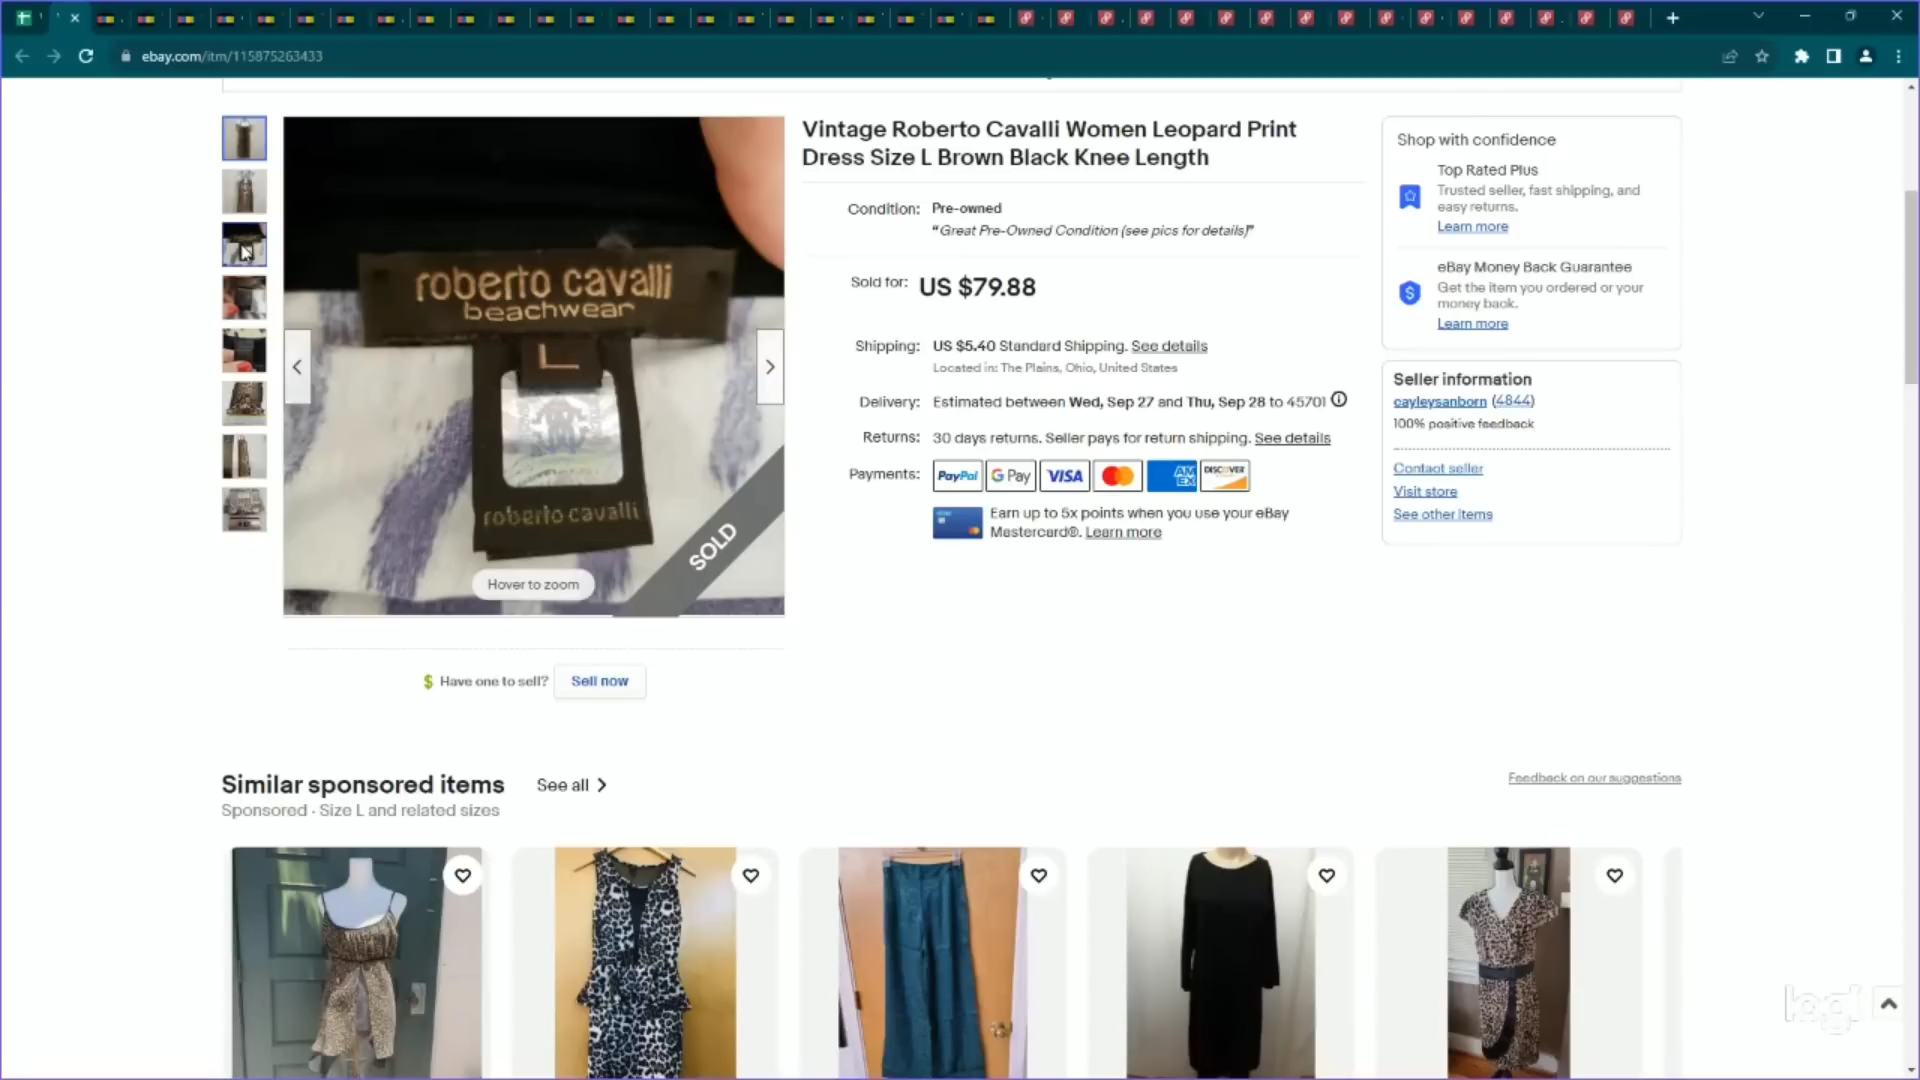 ebay.com/itm/115875263433
roberto cavalli
beachwear
L
roberto cavalli
SOLD
Hover to zoom
Have one to sell?
Sell now
Vintage Roberto Cavalli Women Leopard Print
Dress Size L Brown Black Knee Length
Condition: Pre-owned
“Great Pre-Owned Condition (see pics for details)”
Sold for: US $79.88
Shipping: US $5.40 Standard Shipping. See details
Located in: The Plains, Ohio, United States
Delivery: Estimated between Wed, Sep 27 and Thu, Sep 28 to 45701
Returns: 30 days returns. Seller pays for return shipping. See details
Payments: PayPal G Pay VISA AM EX DISCOVER
Earn up to 5x points when you use your eBay
Mastercard®. Learn more
Shop with confidence
Top Rated Plus
Trusted seller, fast shipping, and
easy returns.
Learn more
eBay Money Back Guarantee
Get the item you ordered or your
money back.
Learn more
Seller information
cayleysanborn (4844)
100% positive feedback
Contact seller
Visit store
See other items
Similar sponsored items See all
Feedback on our suggestions
Sponsored · Size L and related sizes
logi